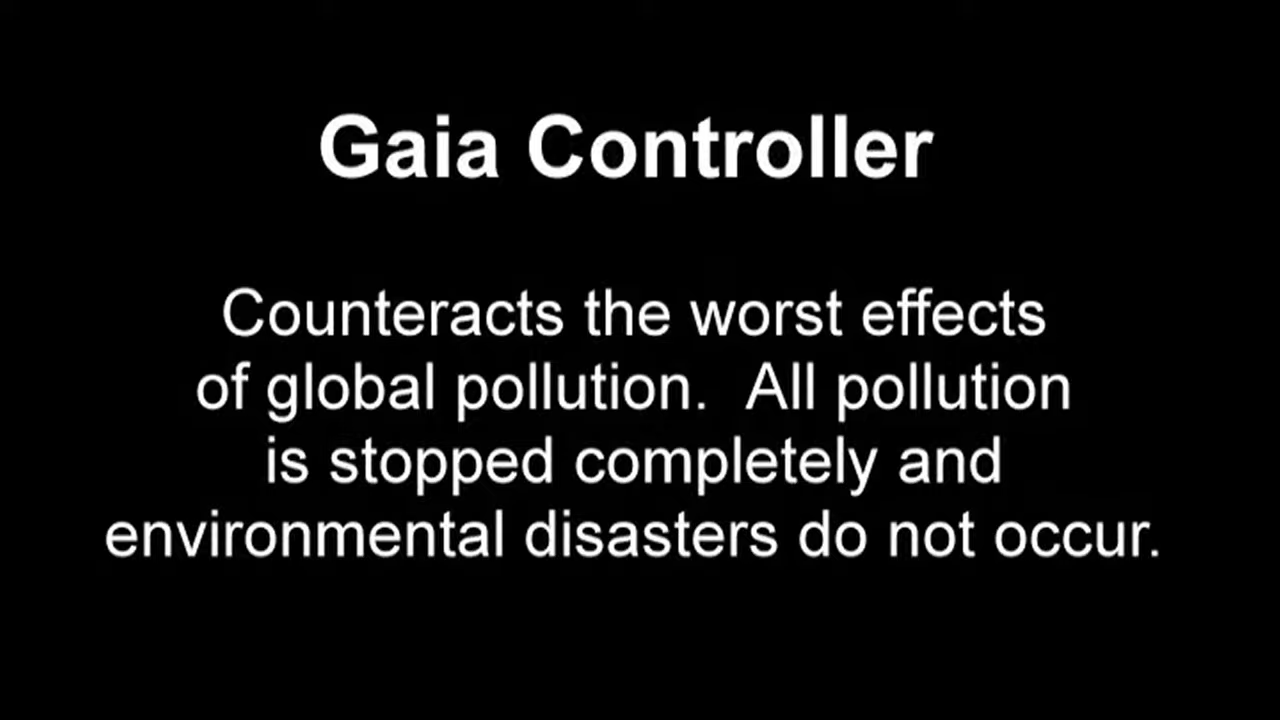 Gaia Controller
Counteracts the worst effects
of global pollution.  All pollution
is stopped completely and
environmental disasters do not occur.